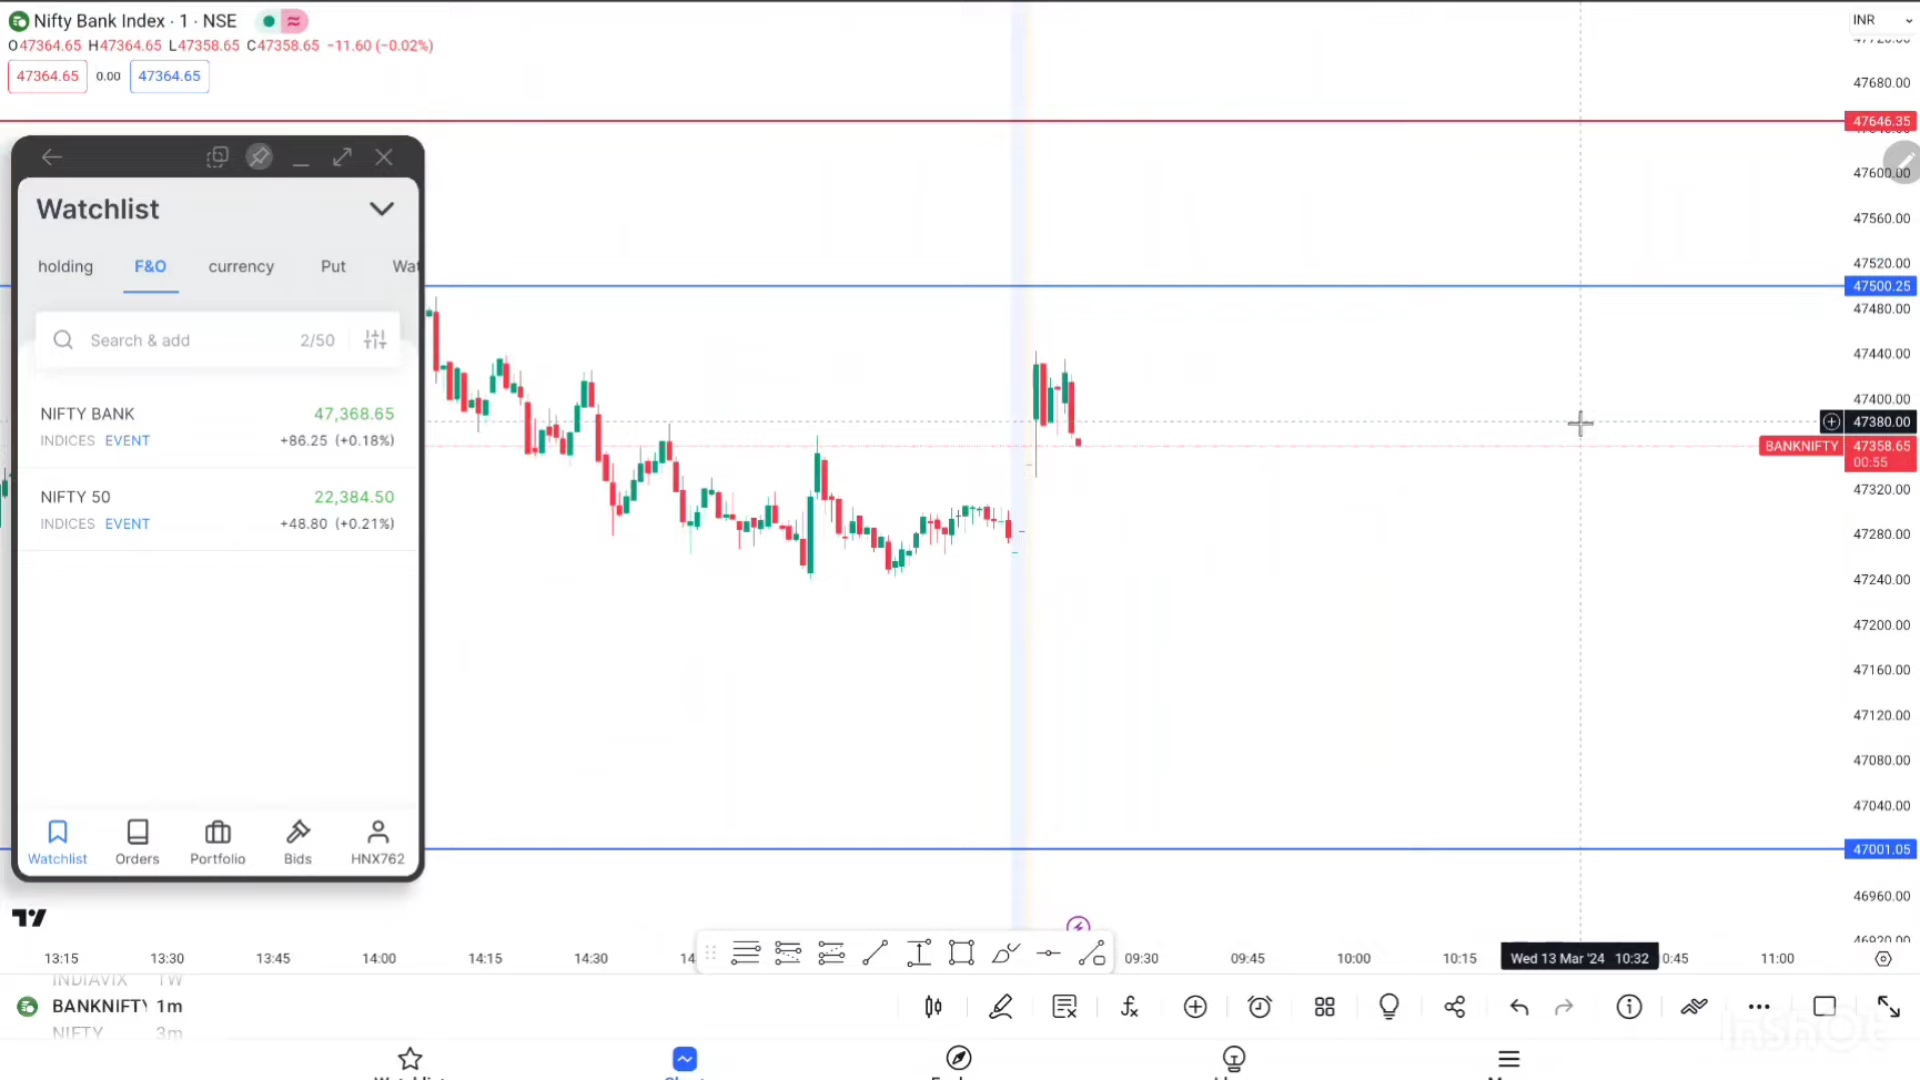 Nifty Bank Index · 1 · NSE
O47364.65 H47364.65 L47358.65 C47358.65 −11.60 (−0.02%)
47364.65 0.00 47364.65
INR
47680.00
47646.35
47600.00
47560.00
47520.00
47500.25
47480.00
47440.00
47400.00
47380.00
BANKNIFTY 47358.65
00:55
47320.00
47280.00
47240.00
47200.00
47160.00
47120.00
47080.00
47040.00
47001.05
46960.00
46920.00
Watchlist
holding F&O currency Put Wat
Search & add 2/50
NIFTY BANK 47,368.65
INDICES EVENT +86.25 (+0.18%)
NIFTY 50 22,384.50
INDICES EVENT +48.80 (+0.21%)
Watchlist Orders Portfolio Bids HNX762
13:15 13:30 13:45 14:00 14:15 14:30 14 09:30 09:45 10:00 10:15 Wed 13 Mar '24 10:32 0:45 11:00
INDIAVIX 1W
BANKNIFTY 1m
NIFTY 3m
InShOt